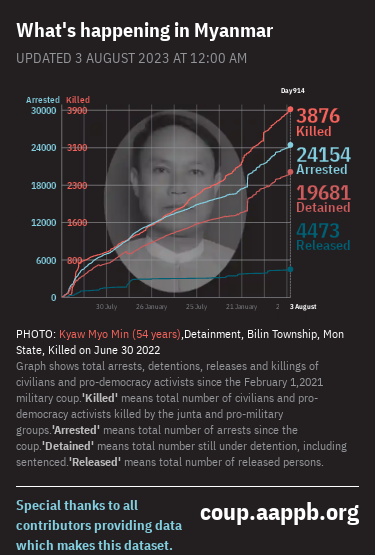 What's happening in Myanmar
UPDATED 3 AUGUST 2023 AT 12:00 AM
Day914
Arrested Killed
30000 3900
24000 3100
18000 2300
12000 1600
6000 800
0
3876
Killed
24154
Arrested
19681
Detained
4473
Released
30 July 26 January 25 July 21 January 2 3 August
PHOTO: Kyaw Myo Min (54 years),Detainment, Bilin Township, Mon
State, Killed on June 30 2022
Graph shows total arrests, detentions, releases and killings of
civilians and pro-democracy activists since the February 1,2021
military coup.'Killed' means total number of civilians and pro-
democracy activists killed by the junta and pro-military
groups.'Arrested' means total number of arrests since the
coup.'Detained' means total number still under detention, including
sentenced.'Released' means total number of released persons.
Special thanks to all
contributors providing data
which makes this dataset.
coup.aappb.org